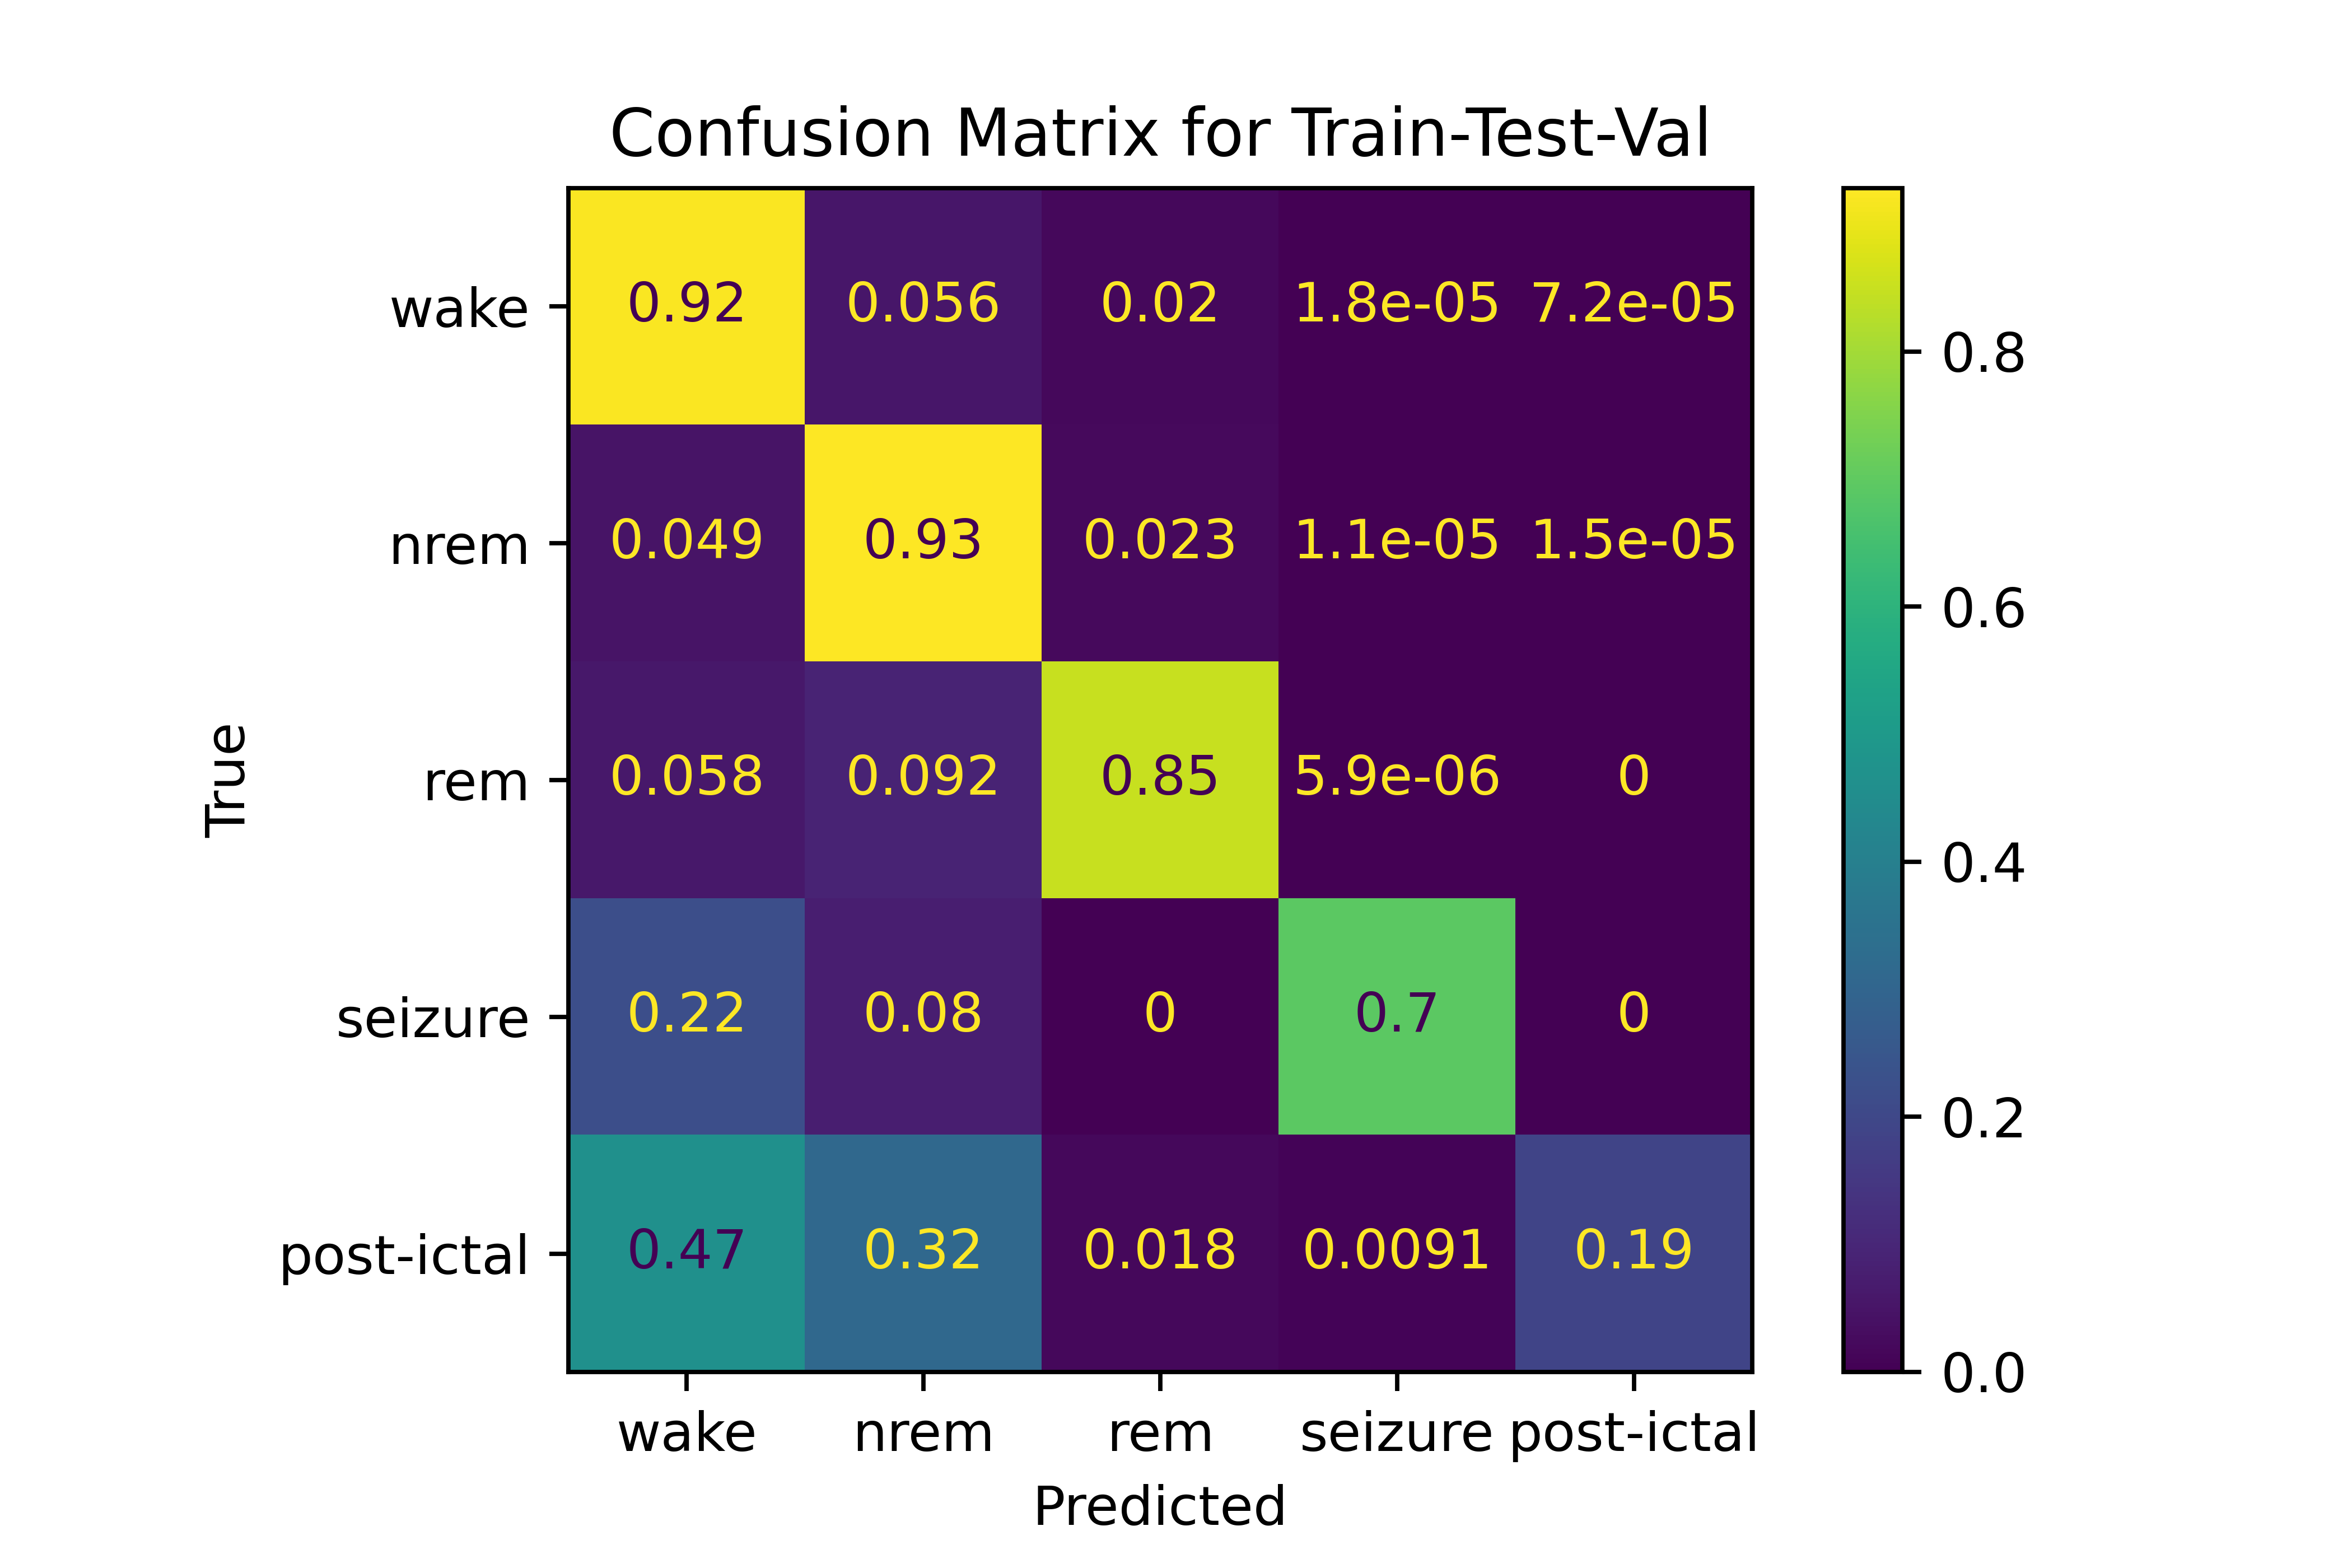 Confusion Matrix for Train-Test-Val
wake 0.92 0.056 0.02 1.8e-05 7.2e-05
nrem 0.049 0.93 0.023 1.1e-05 1.5e-05
rem 0.058 0.092 0.85 5.9e-06 0
seizure 0.22 0.08 0 0.7 0
post-ictal 0.47 0.32 0.018 0.0091 0.19
True
wake nrem rem seizure post-ictal
Predicted
0.8
0.6
0.4
0.2
0.0